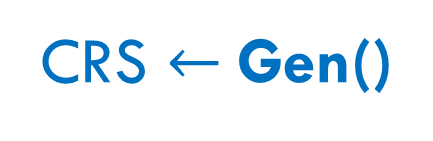 CRS ← Gen()